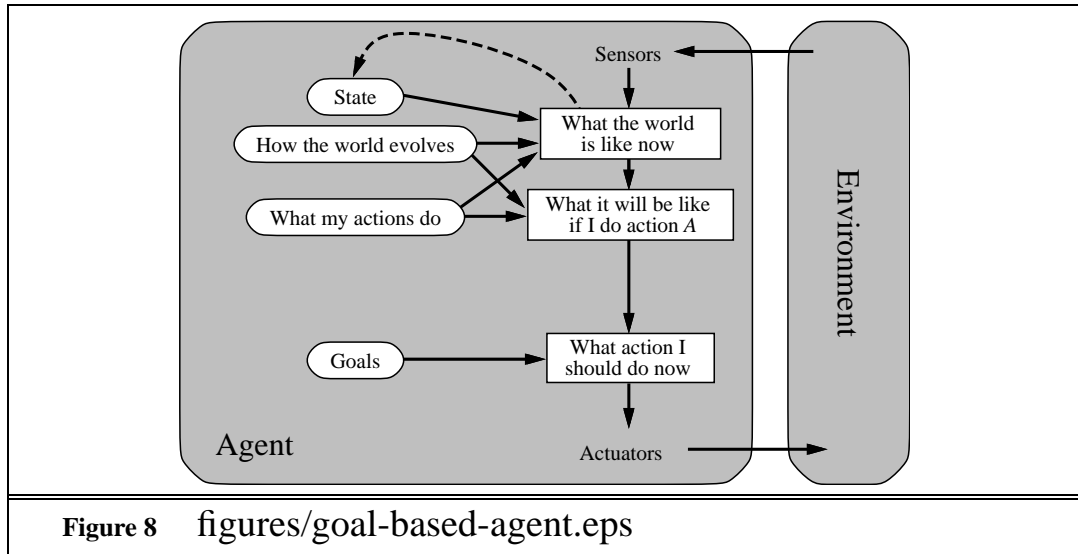 Sensors
State
What the world
is like now
How the world evolves
What my actions do
What it will be like
if I do action A
Environment
Goals
What action I
should do now
Agent
Actuators
Figure 8 figures/goal-based-agent.eps